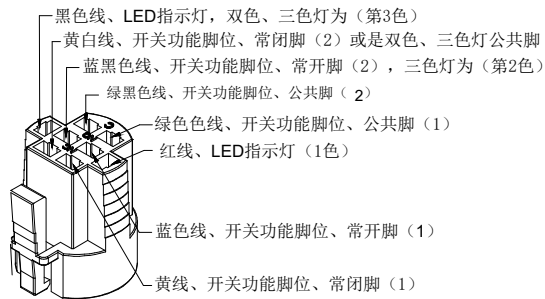 黑色线、LED指示灯，双色、三色灯为（第3色）
黄白线、开关功能脚位、常闭脚（2）或是双色、三色灯公共脚
蓝黑色线、开关功能脚位、常开脚（2），三色灯为（第2色）
绿黑色线、开关功能脚位、公共脚（2）
绿色色线、开关功能脚位、公共脚（1）
红线、LED指示灯（1色）
蓝色线、开关功能脚位、常开脚（1）
黄线、开关功能脚位、常闭脚（1）